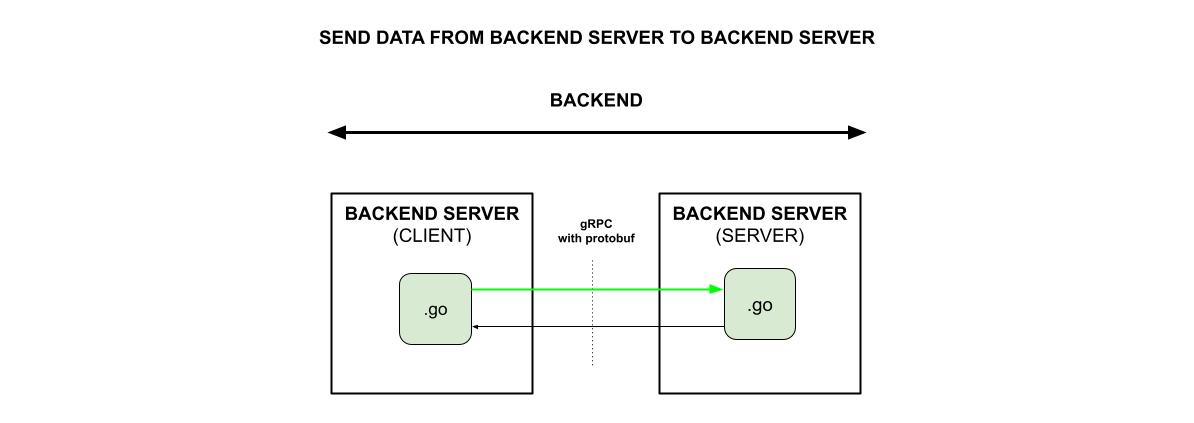 SEND DATA FROM BACKEND SERVER TO BACKEND SERVER
BACKEND
BACKEND SERVER
(CLIENT)
gRPC
with protobuf
BACKEND SERVER
(SERVER)
.go
.go